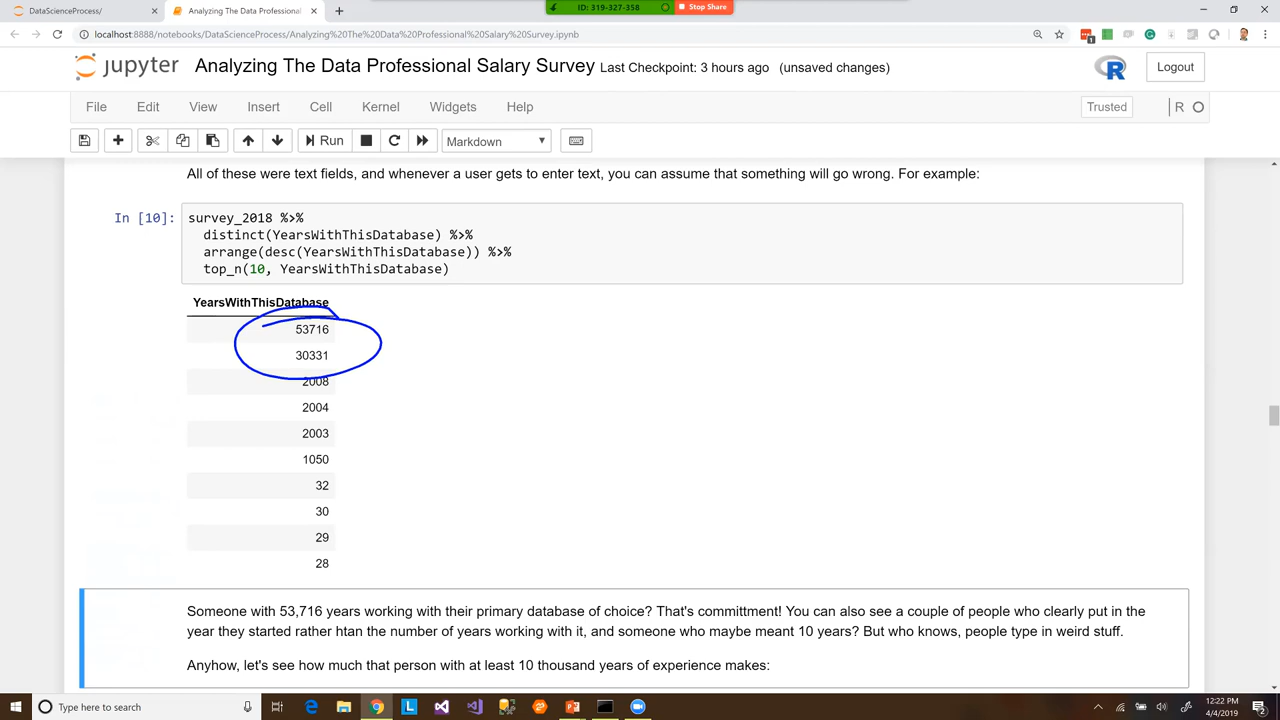 DataScienceProcess/
Analyzing The Data Professional
ID: 319-327-358
Stop Share
localhost:8888/notebooks/DataScienceProcess/Analyzing%20The%20Data%20Professional%20Salary%20Survey.ipynb
1
jupyter Analyzing The Data Professional Salary Survey Last Checkpoint: 3 hours ago (unsaved changes)
R
Logout
File Edit View Insert Cell Kernel Widgets Help
Trusted
R
Run
Markdown
All of these were text fields, and whenever a user gets to enter text, you can assume that something will go wrong. For example:
In [10]: survey_2018 %>%
distinct(YearsWithThisDatabase) %>%
arrange(desc(YearsWithThisDatabase)) %>%
top_n(10, YearsWithThisDatabase)
YearsWithThisDatabase
53716
30331
2008
2004
2003
1050
32
30
29
28
Someone with 53,716 years working with their primary database of choice? That's committment! You can also see a couple of people who clearly put in the
year they started rather htan the number of years working with it, and someone who maybe meant 10 years? But who knows, people type in weird stuff.
Anyhow, let's see how much that person with at least 10 thousand years of experience makes:
Type here to search
12:22 PM
4/4/2019
2